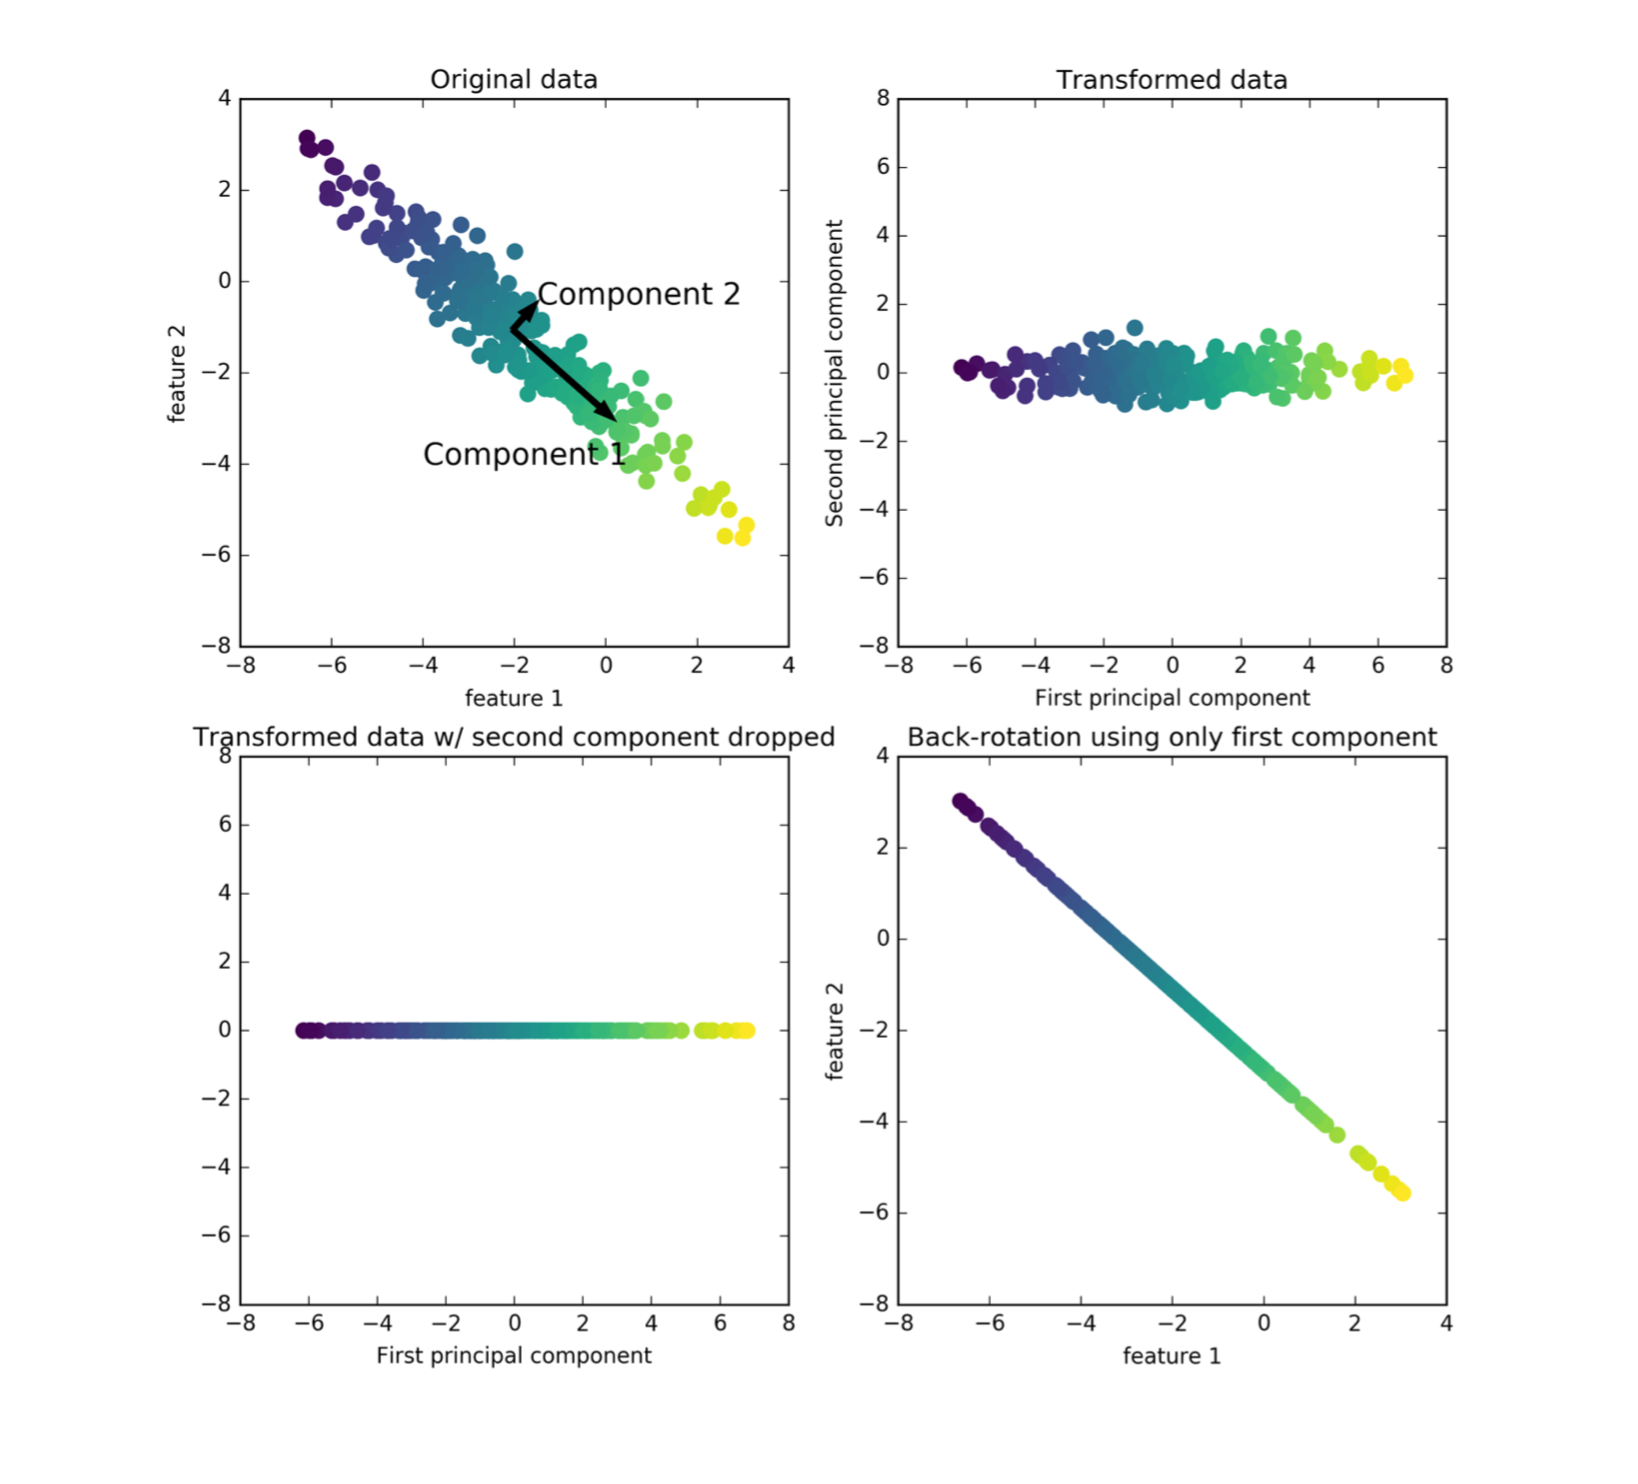 Original data
4
2
0
−2
−4
−6
−8
feature 2
Component 2
Component 1
−8 −6 −4 −2 0 2 4
feature 1
Transformed data
8
6
4
2
0
−2
−4
−6
−8
Second principal component
−8 −6 −4 −2 0 2 4 6 8
First principal component
Transformed data w/ second component dropped
8
6
4
2
0
−2
−4
−6
−8
−8 −6 −4 −2 0 2 4 6 8
First principal component
Back-rotation using only first component
4
2
0
−2
−4
−6
−8
feature 2
−8 −6 −4 −2 0 2 4
feature 1